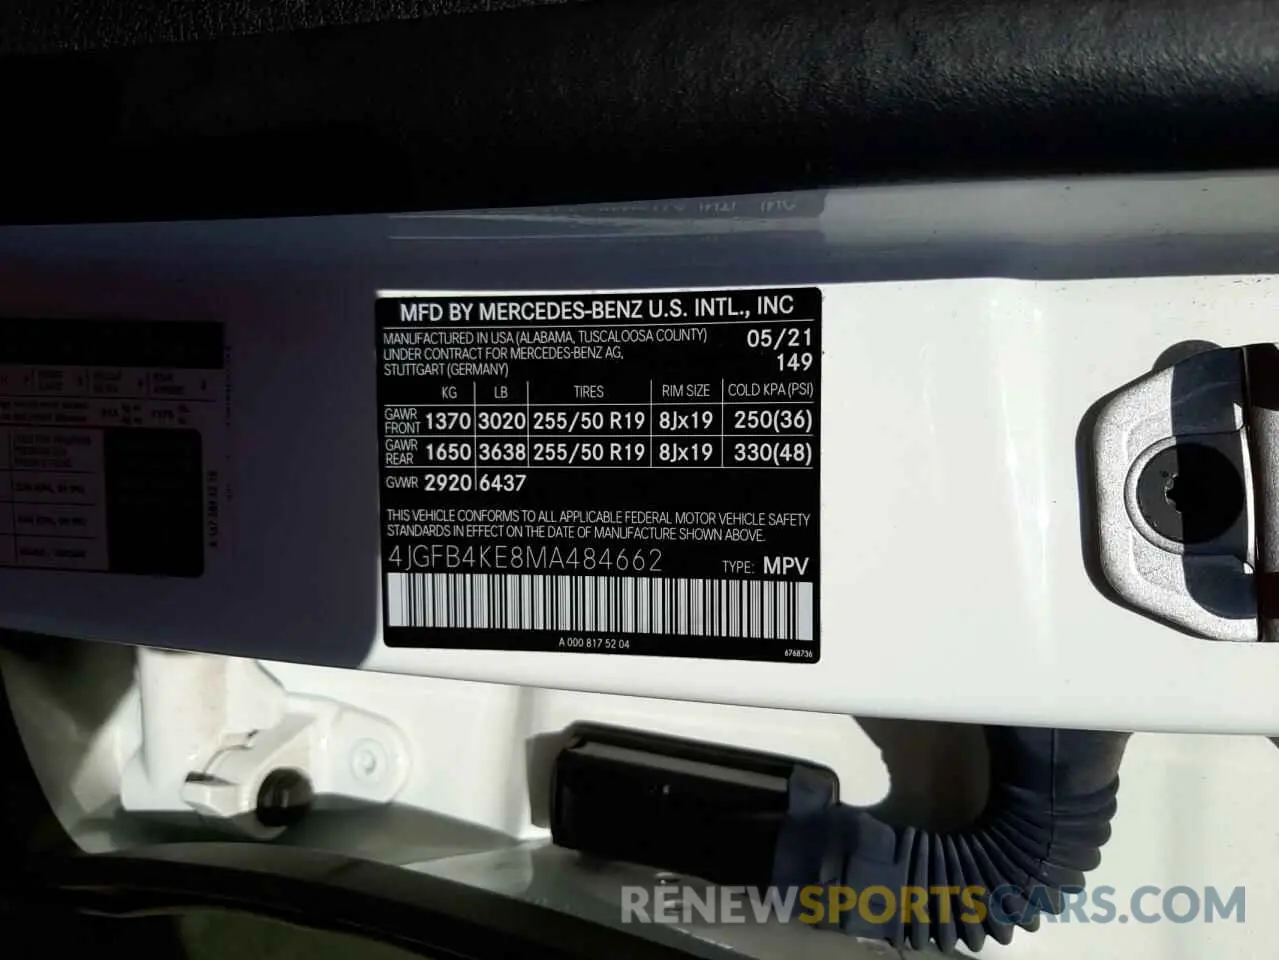 MFD BY MERCEDES-BENZ U.S. INTL., INC
MANUFACTURED IN USA (ALABAMA, TUSCALOOSA COUNTY) 05/21
UNDER CONTRACT FOR MERCEDES-BENZ AG, 149
STUTTGART (GERMANY)
KG LB TIRES RIM SIZE COLD KPA (PSI)
GAWR FRONT 1370 3020 255/50 R19 8Jx19 250(36)
GAWR REAR 1650 3638 255/50 R19 8Jx19 330(48)
GVWR 2920 6437
THIS VEHICLE CONFORMS TO ALL APPLICABLE FEDERAL MOTOR VEHICLE SAFETY
STANDARDS IN EFFECT ON THE DATE OF MANUFACTURE SHOWN ABOVE.
4JGFB4KE8MA484662 TYPE: MPV
A 000 817 52 04
6768736
RENEWSPORTSCARS.COM